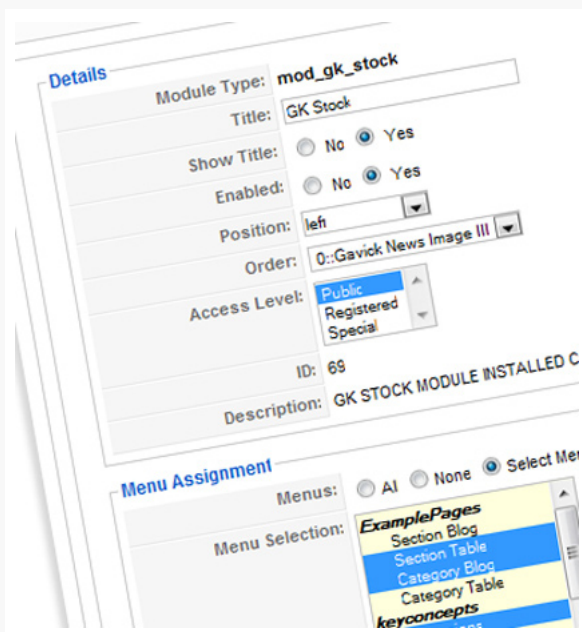 Details
Module Type: mod_gk_stock
Title: GK Stock
Show Title: No Yes
Enabled: No Yes
Position: left
Order: 0::Gavick News Image III
Access Level: Public
Registered
Special
ID: 69
Description: GK STOCK MODULE INSTALLED C
Menu Assignment
Menus: Al None Select Men
Menu Selection: ExamplePages
Section Blog
Section Table
Category Blog
Category Table
keyconcepts